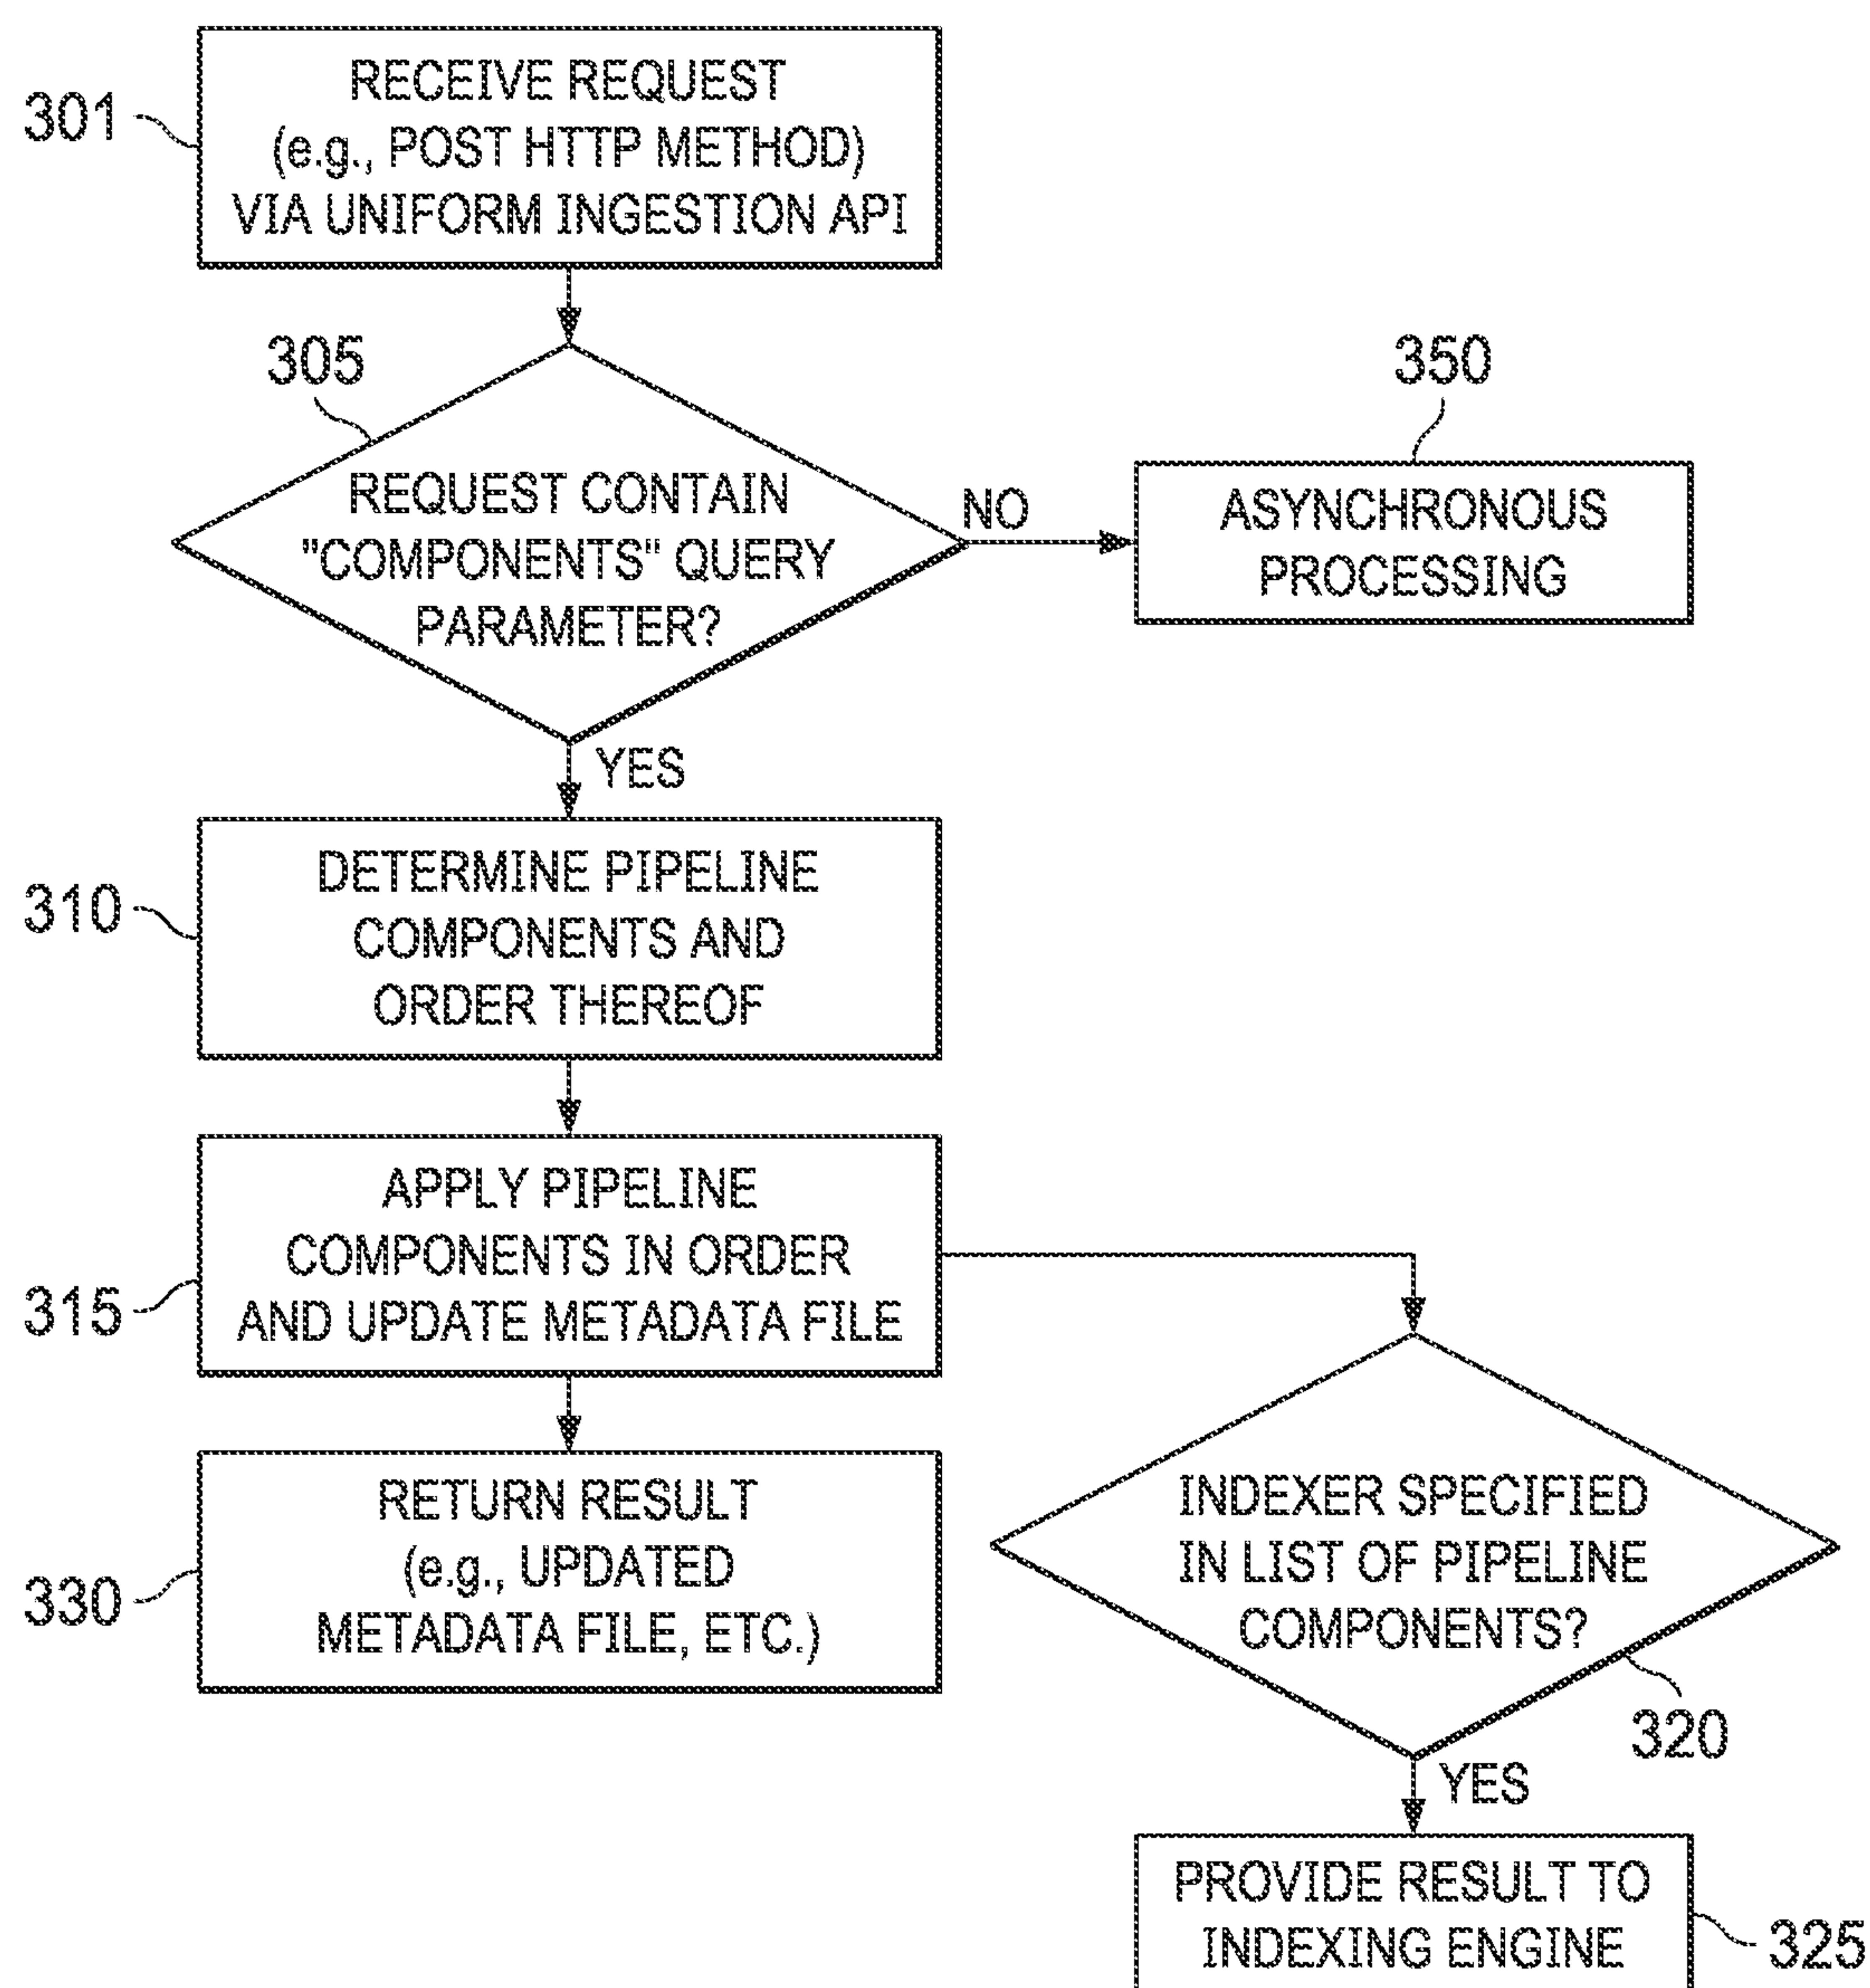 301
RECEIVE REQUEST
(e.g., POST HTTP METHOD)
VIA UNIFORM INGESTION API
305
REQUEST CONTAIN
"COMPONENTS" QUERY
PARAMETER?
NO
350
ASYNCHRONOUS
PROCESSING
YES
310
DETERMINE PIPELINE
COMPONENTS AND
ORDER THEREOF
315
APPLY PIPELINE
COMPONENTS IN ORDER
AND UPDATE METADATA FILE
330
RETURN RESULT
(e.g., UPDATED
METADATA FILE, ETC.)
INDEXER SPECIFIED
IN LIST OF PIPELINE
COMPONENTS?
320
YES
PROVIDE RESULT TO
INDEXING ENGINE
325